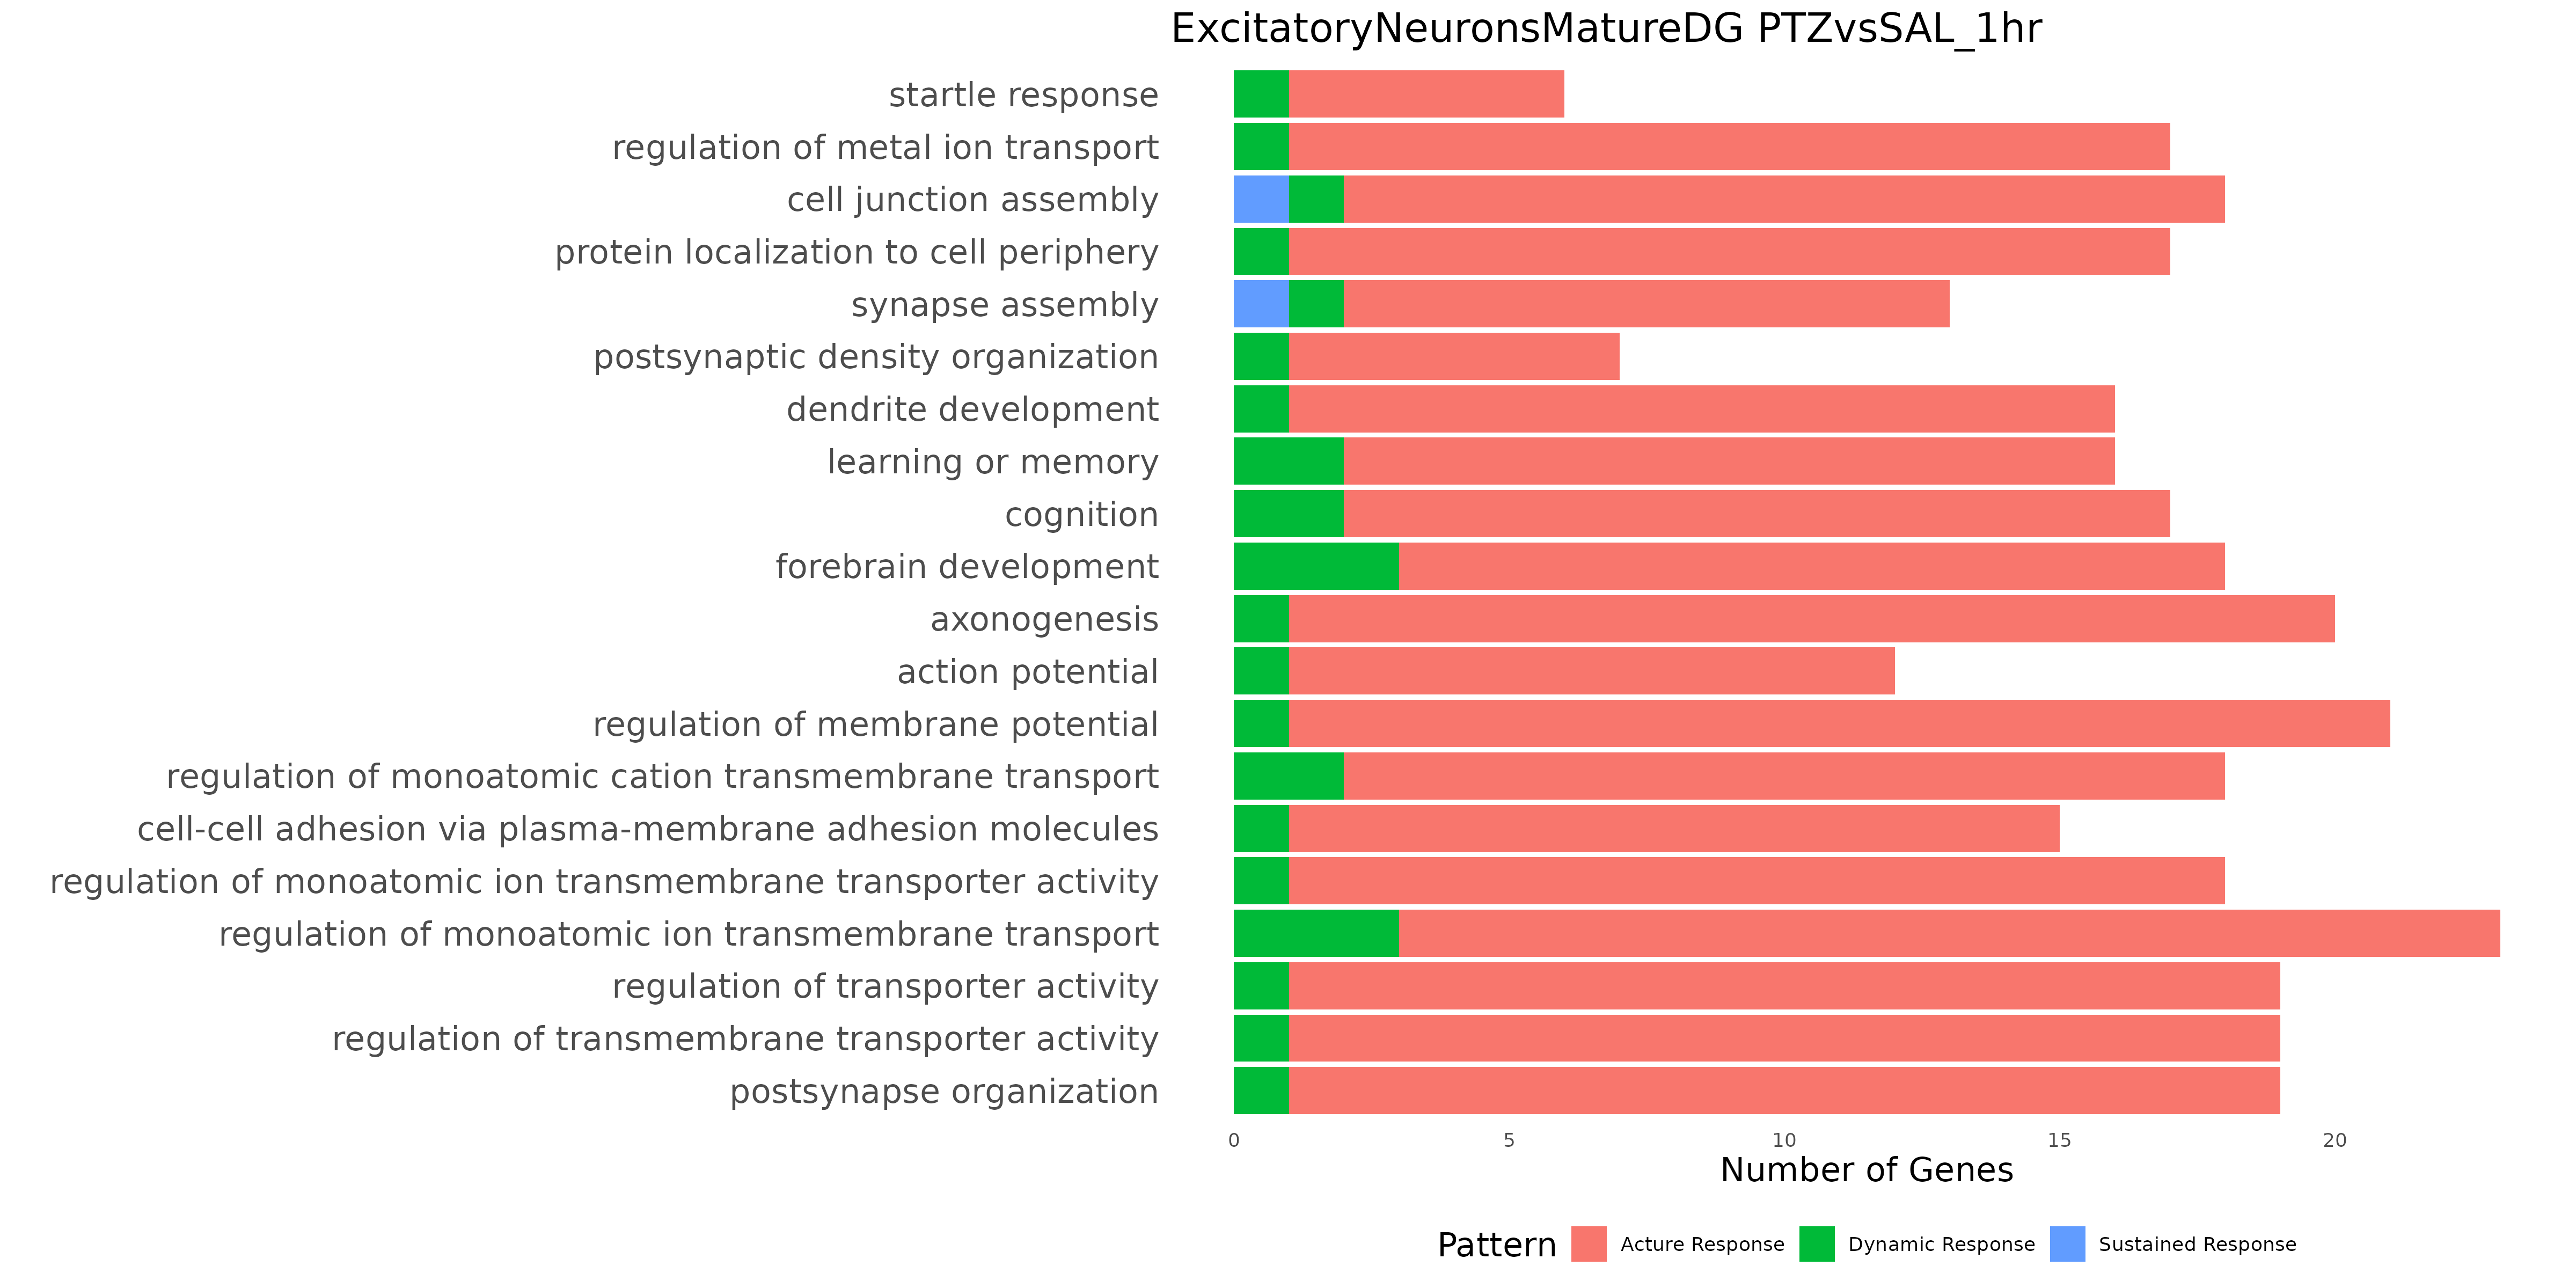 ExcitatoryNeuronsMatureDG PTZvsSAL_1hr
startle response
regulation of metal ion transport
cell junction assembly
protein localization to cell periphery
synapse assembly
postsynaptic density organization
dendrite development
learning or memory
cognition
forebrain development
axonogenesis
action potential
regulation of membrane potential
regulation of monoatomic cation transmembrane transport
cell-cell adhesion via plasma-membrane adhesion molecules
regulation of monoatomic ion transmembrane transporter activity
regulation of monoatomic ion transmembrane transport
regulation of transporter activity
regulation of transmembrane transporter activity
postsynapse organization
0 5 10 15 20
Number of Genes
Pattern Acture Response Dynamic Response Sustained Response